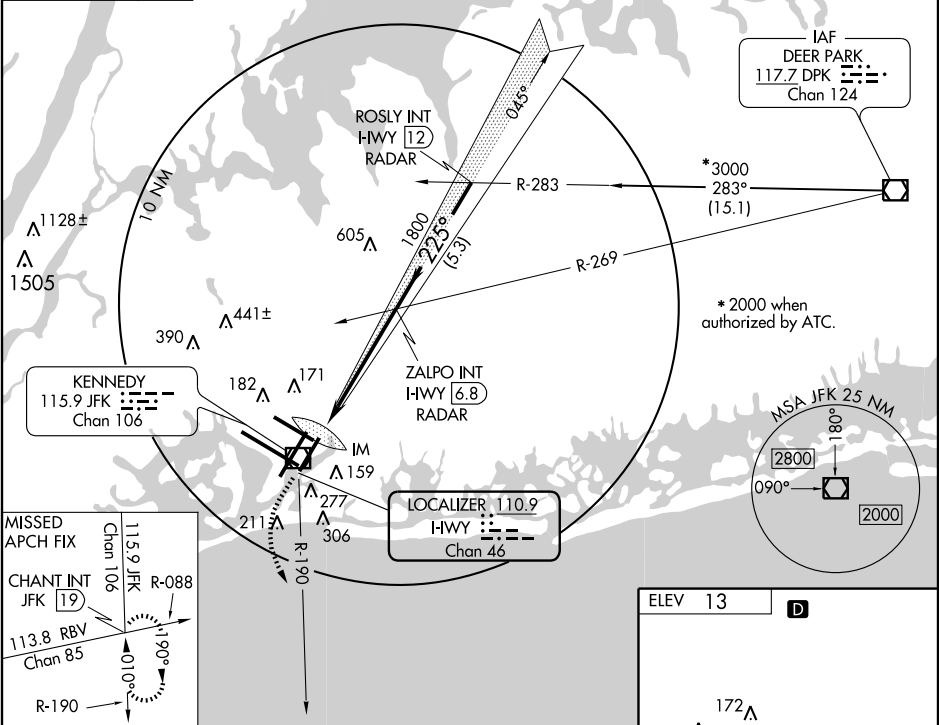 IAF
DEER PARK
117.7 DPK
Chan 124
ROSLY INT
I-IWY 12
RADAR
045°
10 NM
R-283
*3000
283°
(15.1)
1128±
1505
605
1800
225°
(5.3)
R-269
441±
390
*2000 when
authorized by ATC.
KENNEDY
115.9 JFK
Chan 106
182
171
ZALPO INT
I-IWY 6.8
RADAR
MSA JFK 25 NM
180°
2800
090°
2000
IM
159
277
211
306
LOCALIZER 110.9
I-IWY
Chan 46
R-190
MISSED
APCH FIX
115.9 JFK
Chan 106
CHANT INT
JFK 19
R-088
113.8 RBV
Chan 85
190°
010°
R-190
ELEV 13
D
172